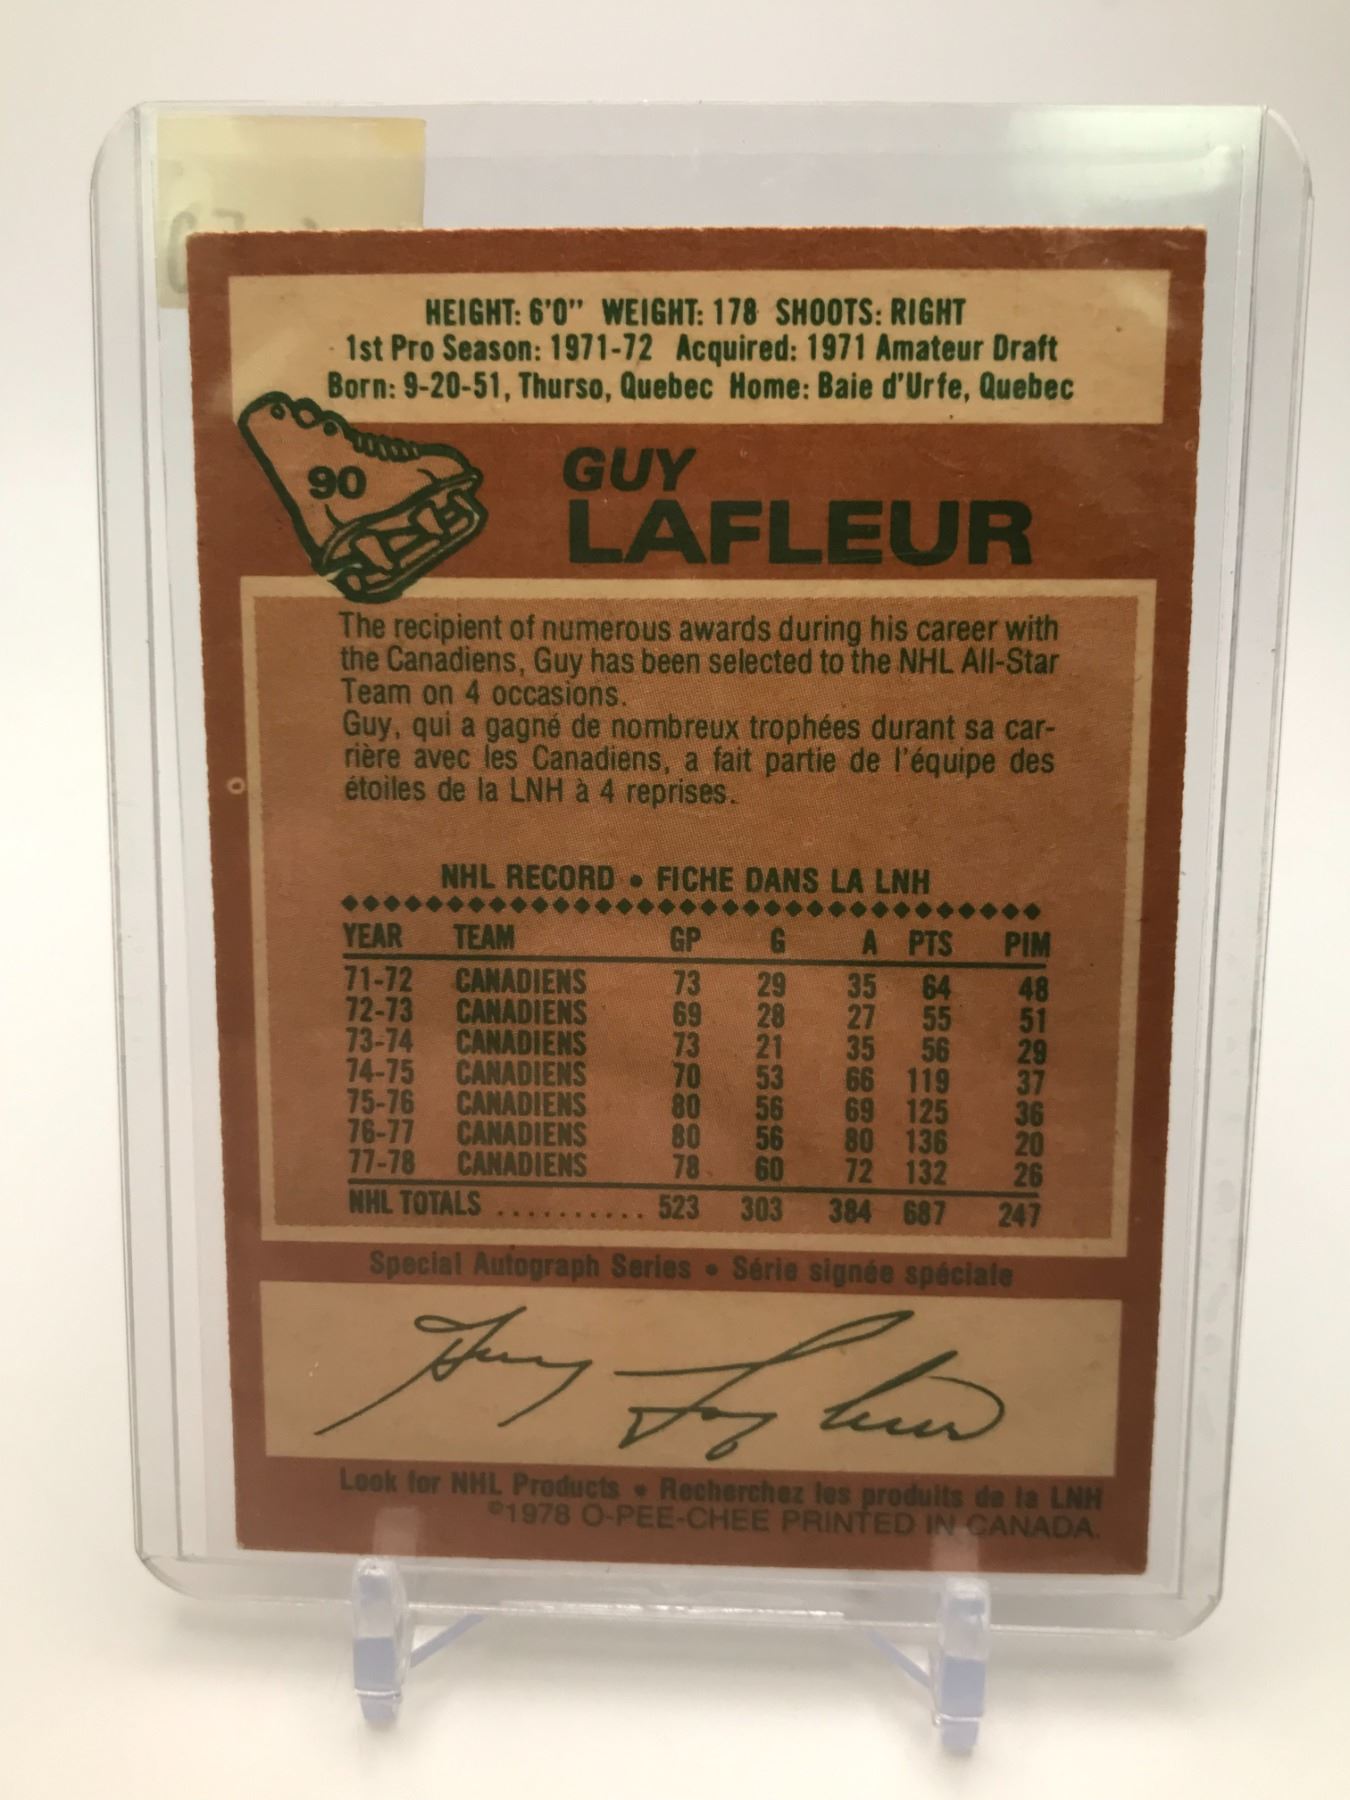 HEIGHT: 6'0" WEIGHT: 178 SHOOTS: RIGHT
1st Pro Season: 1971-72 Acquired: 1971 Amateur Draft
Born: 9-20-51, Thurso, Quebec Home: Baie d'Urfe, Quebec
90
GUY
LAFLEUR
The recipient of numerous awards during his career with
the Canadiens, Guy has been selected to the NHL All-Star
Team on 4 occasions.
Guy, qui a gagné de nombreux trophées durant sa car-
rière avec les Canadiens, a fait partie de l'équipe des
étoiles de la LNH à 4 reprises.
NHL RECORD • FICHE DANS LA LNH
YEAR TEAM GP G A PTS PIM
71-72 CANADIENS 73 29 35 64 48
72-73 CANADIENS 69 28 27 55 51
73-74 CANADIENS 73 21 35 56 29
74-75 CANADIENS 70 53 66 119 37
75-76 CANADIENS 80 56 69 125 36
76-77 CANADIENS 80 56 80 136 20
77-78 CANADIENS 78 60 72 132 26
NHL TOTALS .......... 523 303 384 687 247
Special Autograph Series • Série signée spéciale
Guy Lafleur
Look for NHL Products • Recherchez les produits de la LNH
©1978 O-PEE-CHEE PRINTED IN CANADA.